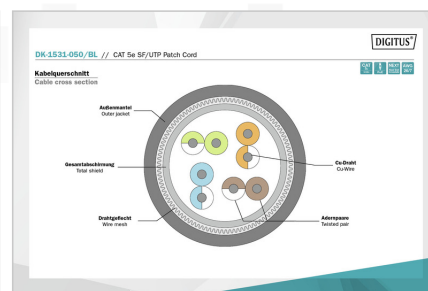 DIGITUS®
DK-1531-050/BL // CAT 5e SF/UTP Patch Cord
Kabelquerschnitt
Cable cross section
Außenmantel
Outer jacket
Gesamtabschirmung
Total shield
Drahtgeflecht
Wire mesh
Cu-Draht
Cu-Wire
Adernpaare
Twisted pair